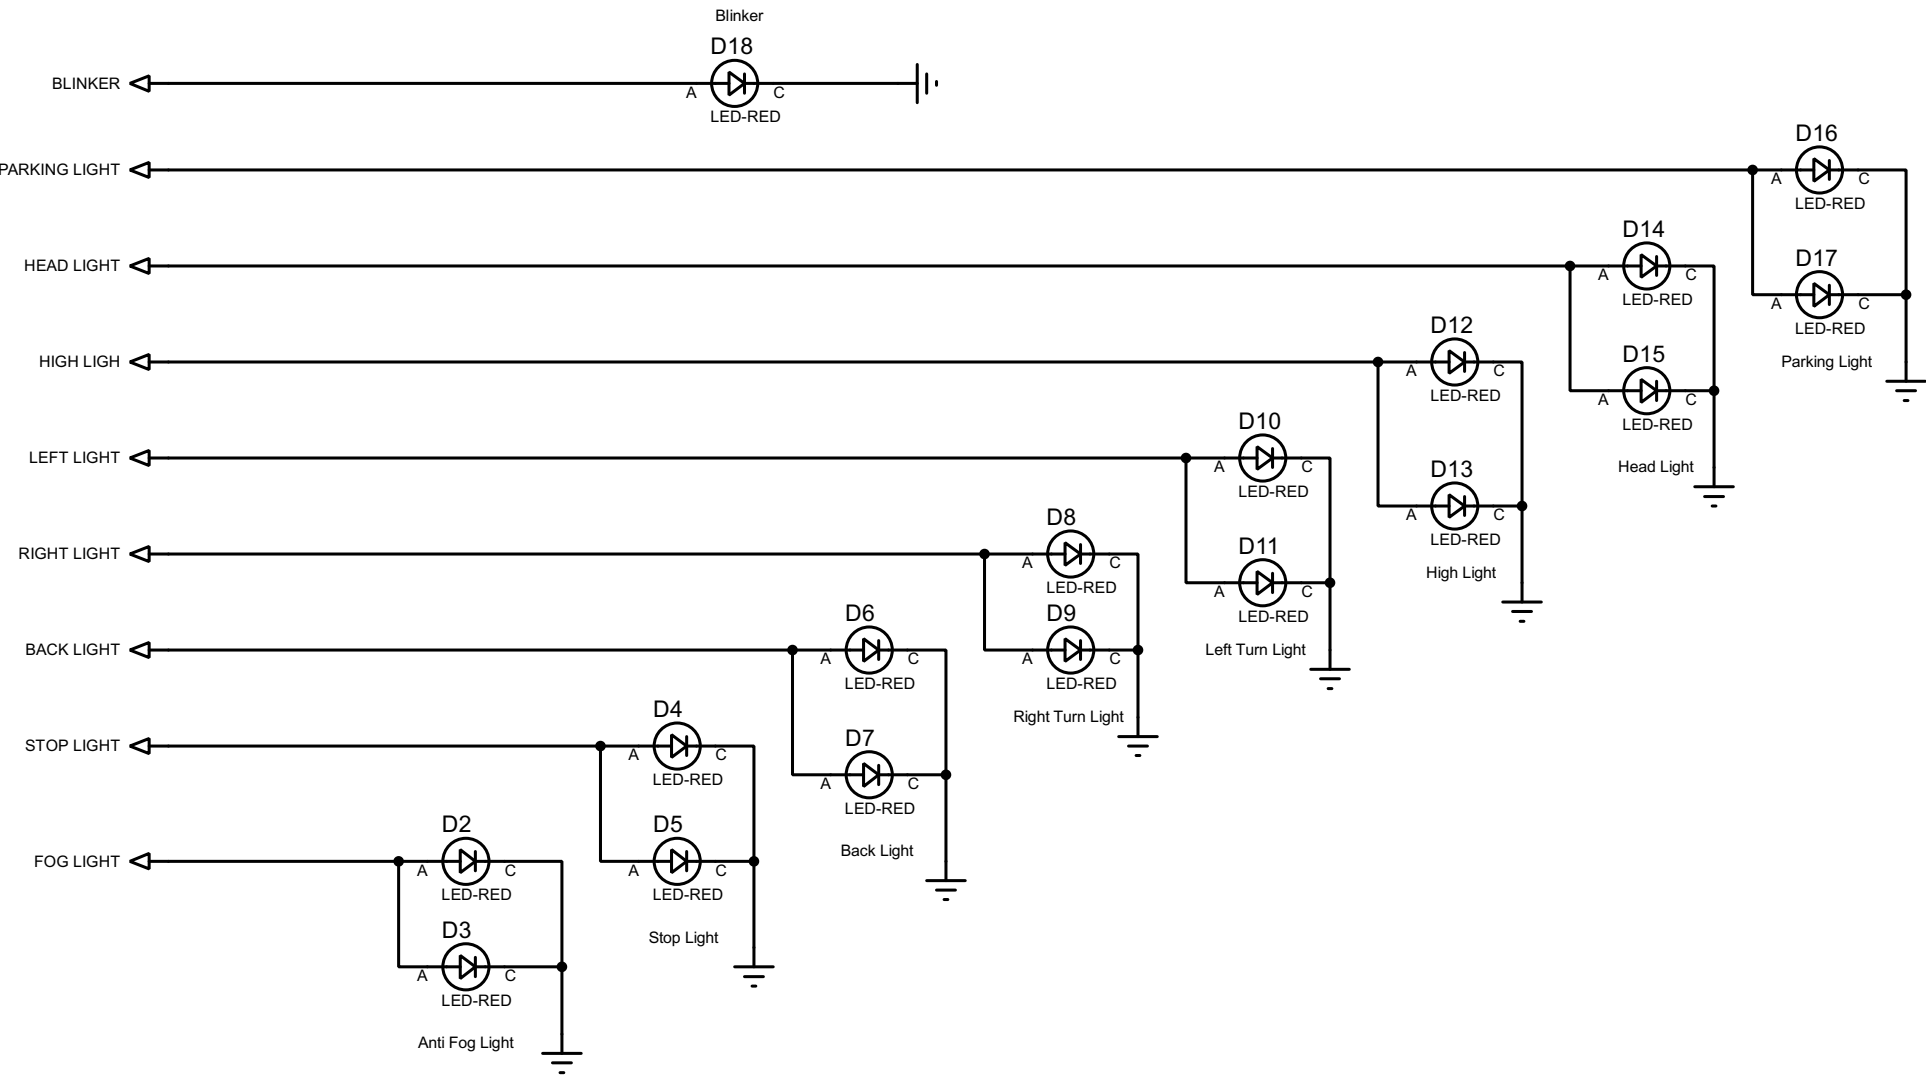 Blinker
D18
BLINKER
A
C
LED-RED
D16
PARKING LIGHT
A
C
LED-RED
D14
HEAD LIGHT
A
C
LED-RED
D17
A
C
LED-RED
Parking Light
D12
HIGH LIGH
A
C
LED-RED
D15
A
C
LED-RED
Head Light
D10
LEFT LIGHT
A
C
LED-RED
D13
A
C
LED-RED
High Light
D8
RIGHT LIGHT
A
C
LED-RED
D11
A
C
LED-RED
Left Turn Light
D6
BACK LIGHT
A
C
LED-RED
D9
A
C
LED-RED
Right Turn Light
D4
STOP LIGHT
A
C
LED-RED
D7
A
C
LED-RED
Back Light
D2
FOG LIGHT
A
C
LED-RED
D5
A
C
LED-RED
Stop Light
D3
A
C
LED-RED
Anti Fog Light